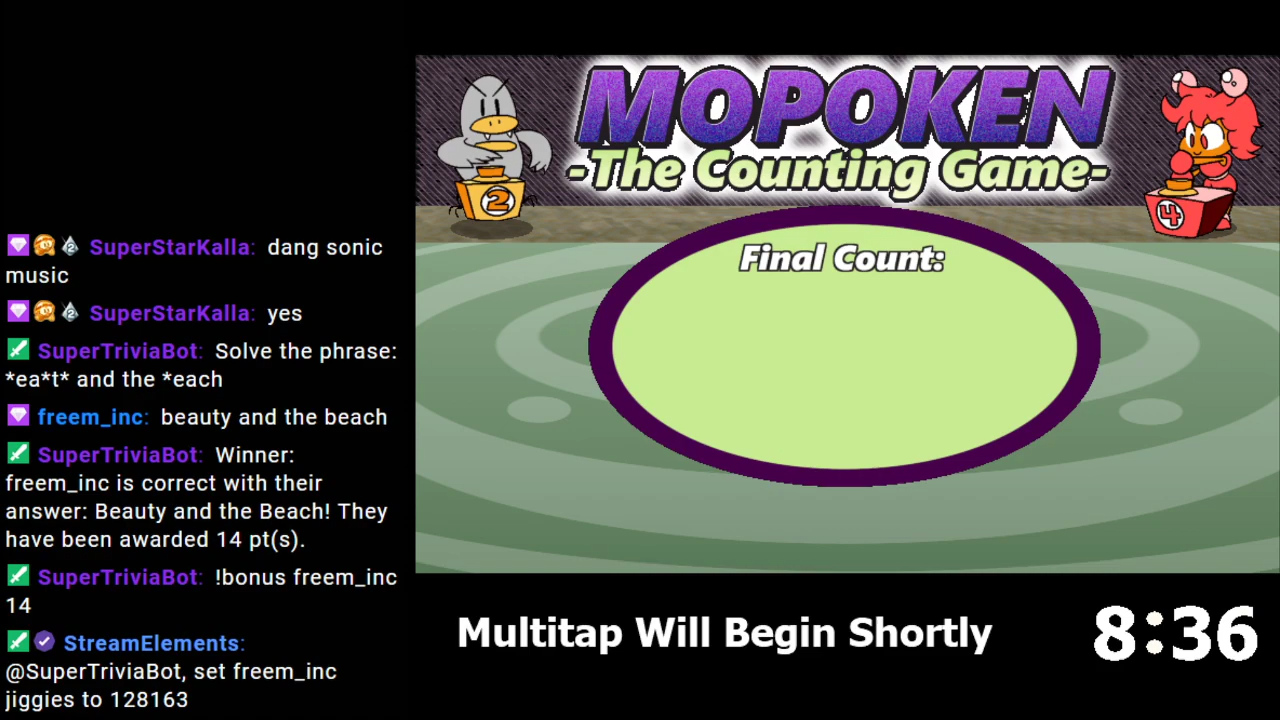 SuperStarKalla: dang sonic
music
SuperStarKalla: yes
SuperTriviaBot: Solve the phrase:
*ea*t* and the *each
freem_inc: beauty and the beach
SuperTriviaBot: Winner:
freem_inc is correct with their
answer: Beauty and the Beach! They
have been awarded 14 pt(s).
SuperTriviaBot: !bonus freem_inc
14
StreamElements:
@SuperTriviaBot, set freem_inc
jiggies to 128163
MOPOKEN
-The Counting Game-
2
4
Final Count:
Multitap Will Begin Shortly
8:36